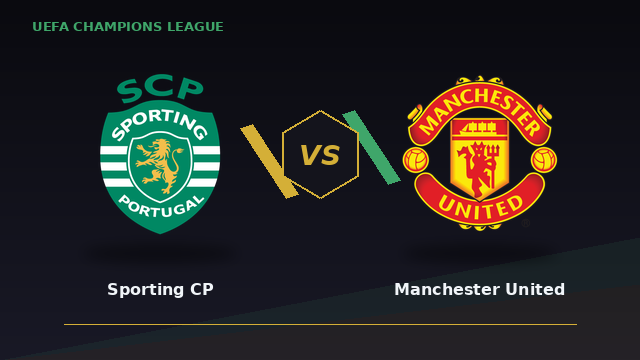 UEFA CHAMPIONS LEAGUE
SCP
SPORTING
PORTUGAL
VS
MANCHESTER
UNITED
Sporting CP
Manchester United